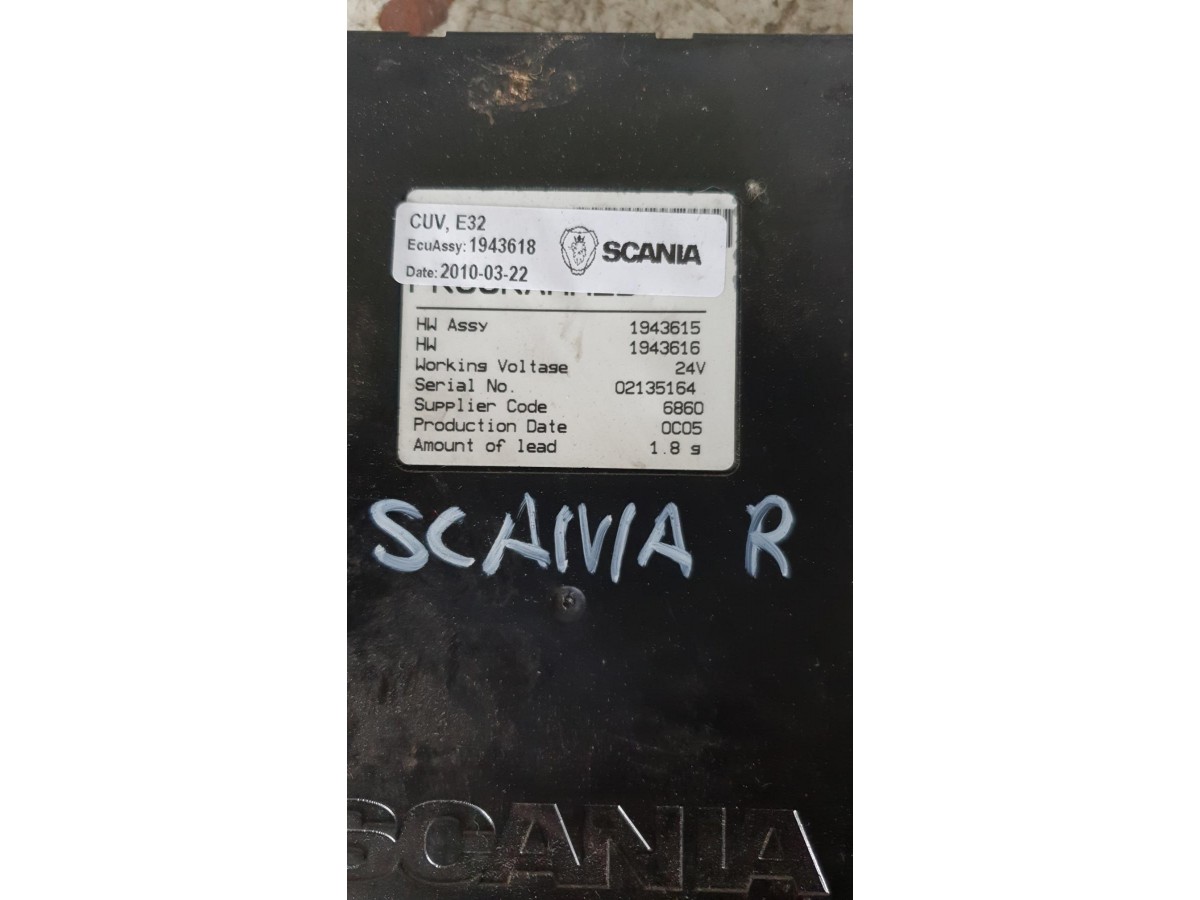 CUV, E32
EcuAssy: 1943618
Date: 2010-03-22
SCANIA
HW Assy 1943615
HW 1943616
Working Voltage 24V
Serial No. 02135164
Supplier Code 6860
Production Date 0C05
Amount of lead 1.8 g
SCANIA R
SCANIA